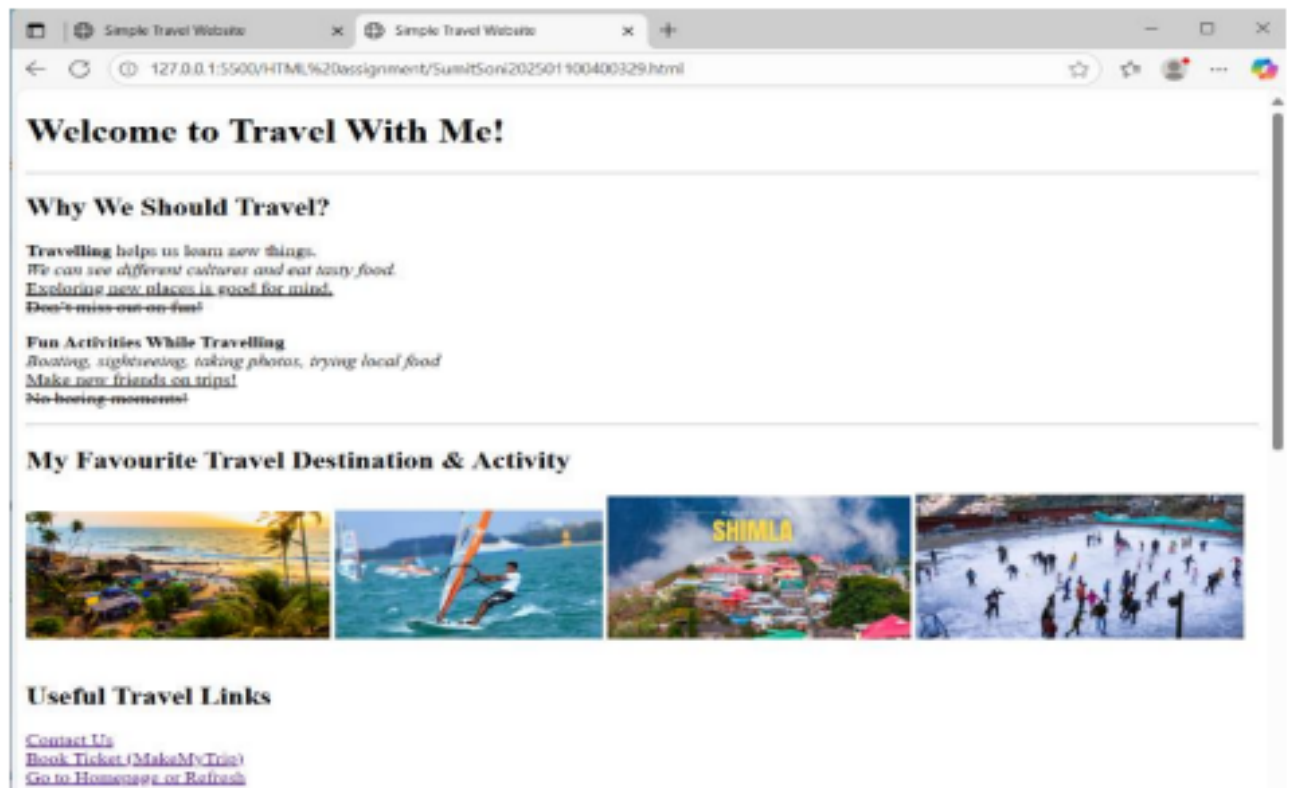 Simple Travel Website
Simple Travel Website
127.0.0.1:5500/HTML%20assignment/SumitSoni202501100400329.html
Welcome to Travel With Me!
Why We Should Travel?
Travelling helps us learn new things.
We can see different cultures and eat tasty food.
Exploring new places is good for mind.
Don't miss out on fun!
Fun Activities While Travelling
Boating, sightseeing, taking photos, trying local food
Make new friends on trips!
No boring moments!
My Favourite Travel Destination & Activity
SHIMLA
Useful Travel Links
Contact Us
Book Ticket (MakeMyTrip)
Go to Homepage or Refresh